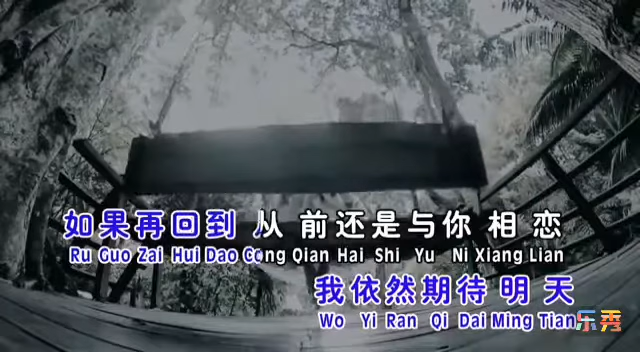 如果再回到 从 前还是与你 相 恋
Ru Guo Zai Hui Dao Cong Qian Hai Shi Yu Ni Xiang Lian
我依然期待 明 天
Wo Yi Ran Qi Dai Ming Tian
乐秀